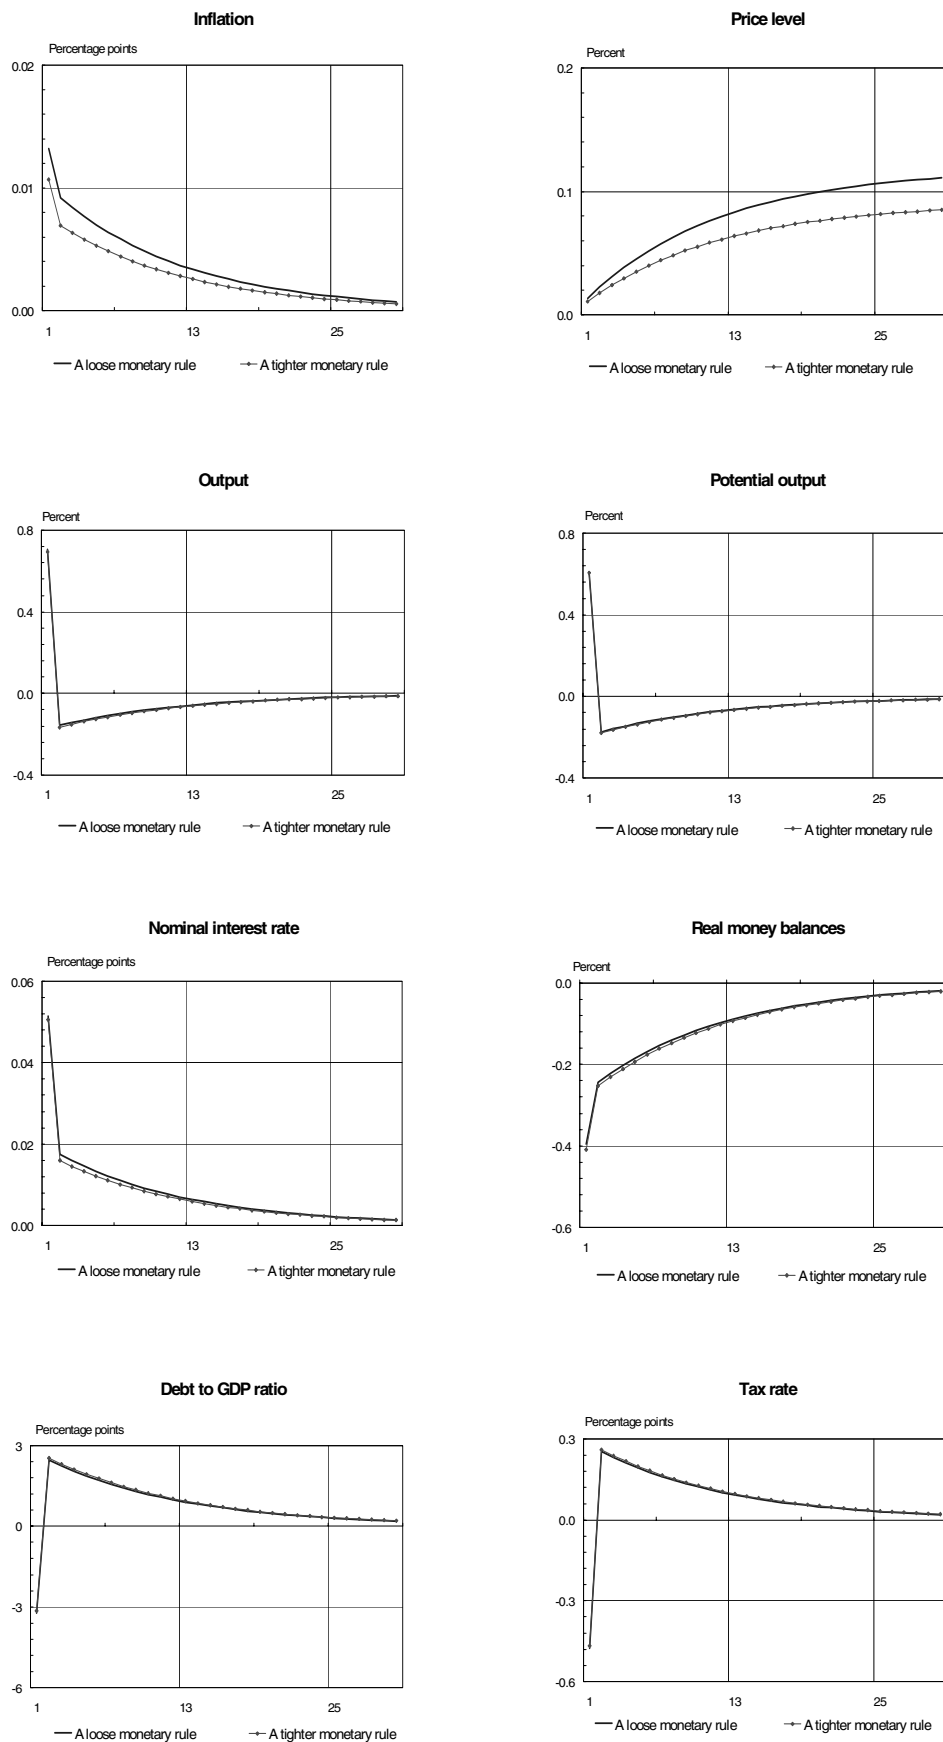 Inflation
Percentage points
0.02
0.01
0.00
1 13 25
A loose monetary rule A tighter monetary rule
Price level
Percent
0.2
0.1
0.0
1 13 25
A loose monetary rule A tighter monetary rule
Output
Percent
0.8
0.4
0.0
-0.4
1 13 25
A loose monetary rule A tighter monetary rule
Potential output
Percent
0.8
0.4
0.0
-0.4
1 13 25
A loose monetary rule A tighter monetary rule
Nominal interest rate
Percentage points
0.06
0.04
0.02
0.00
1 13 25
A loose monetary rule A tighter monetary rule
Real money balances
Percent
0.0
-0.2
-0.4
-0.6
1 13 25
A loose monetary rule A tighter monetary rule
Debt to GDP ratio
Percentage points
3
0
-3
-6
1 13 25
A loose monetary rule A tighter monetary rule
Tax rate
Percentage points
0.3
0.0
-0.3
-0.6
1 13 25
A loose monetary rule A tighter monetary rule